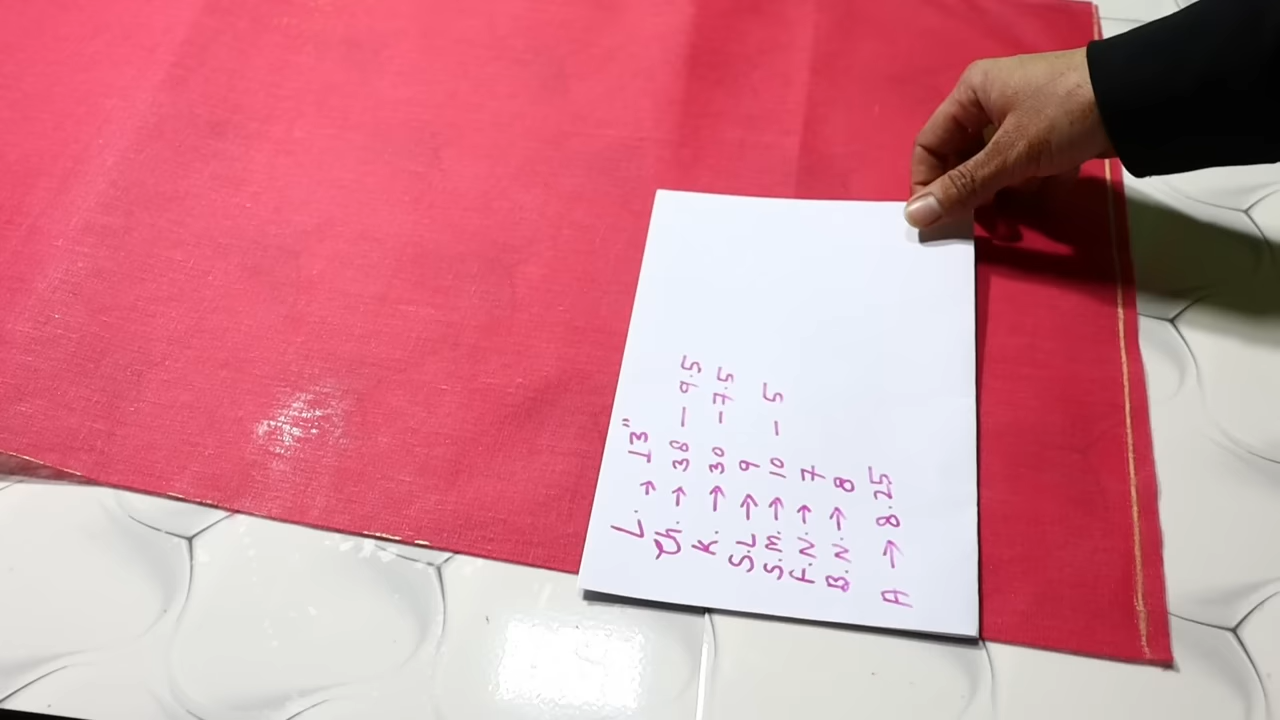 L. → 13"
Ch. → 38 — 9.5
K. → 30 - 7.5
S.L → 9
S.M. → 10 - 5
F.N. → 7
B.N. → 8
A → 8.25